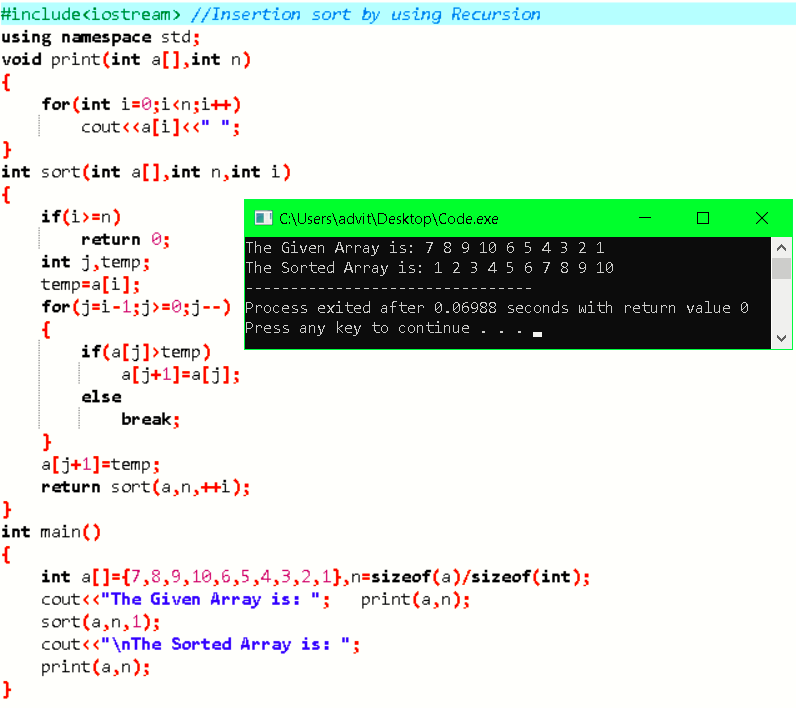 #include<iostream> //Insertion sort by using Recursion
using namespace std;
void print(int a[],int n)
{
    for(int i=0;i<n;i++)
        cout<<a[i]<<" ";
}
int sort(int a[],int n,int i)
{
    if(i>=n)
        return 0;
    int j,temp;
    temp=a[i];
    for(j=i-1;j>=0;j--)
    {
        if(a[j]>temp)
            a[j+1]=a[j];
        else
            break;
    }
    a[j+1]=temp;
    return sort(a,n,++i);
}
int main()
{
    int a[]={7,8,9,10,6,5,4,3,2,1},n=sizeof(a)/sizeof(int);
    cout<<"The Given Array is: ";   print(a,n);
    sort(a,n,1);
    cout<<"\nThe Sorted Array is: ";
    print(a,n);
}
C:\Users\advit\Desktop\Code.exe
The Given Array is: 7 8 9 10 6 5 4 3 2 1
The Sorted Array is: 1 2 3 4 5 6 7 8 9 10
--------------------------------
Process exited after 0.06988 seconds with return value 0
Press any key to continue . . .